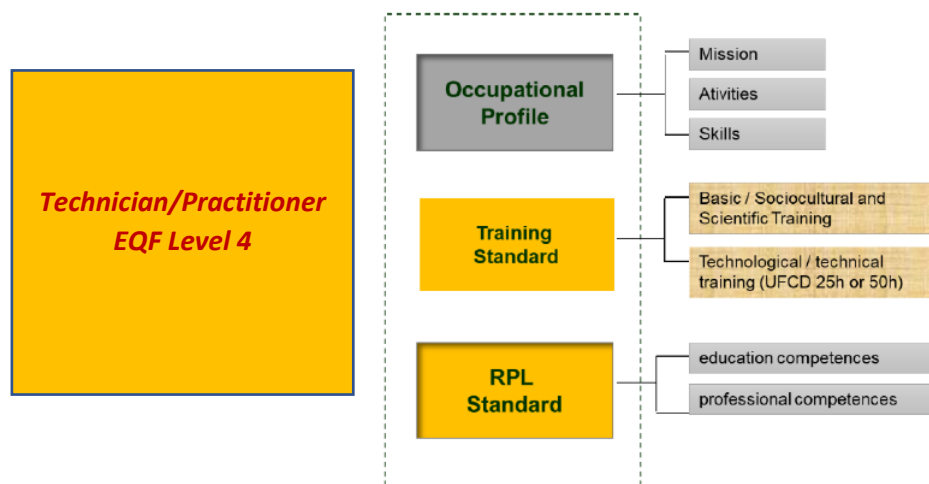 Technician/Practitioner
EQF Level 4
Occupational
Profile
Mission
Ativities
Skills
Training
Standard
Basic / Sociocultural and
Scientific Training
Technological / technical
training (UFCD 25h or 50h)
RPL
Standard
education competences
professional competences